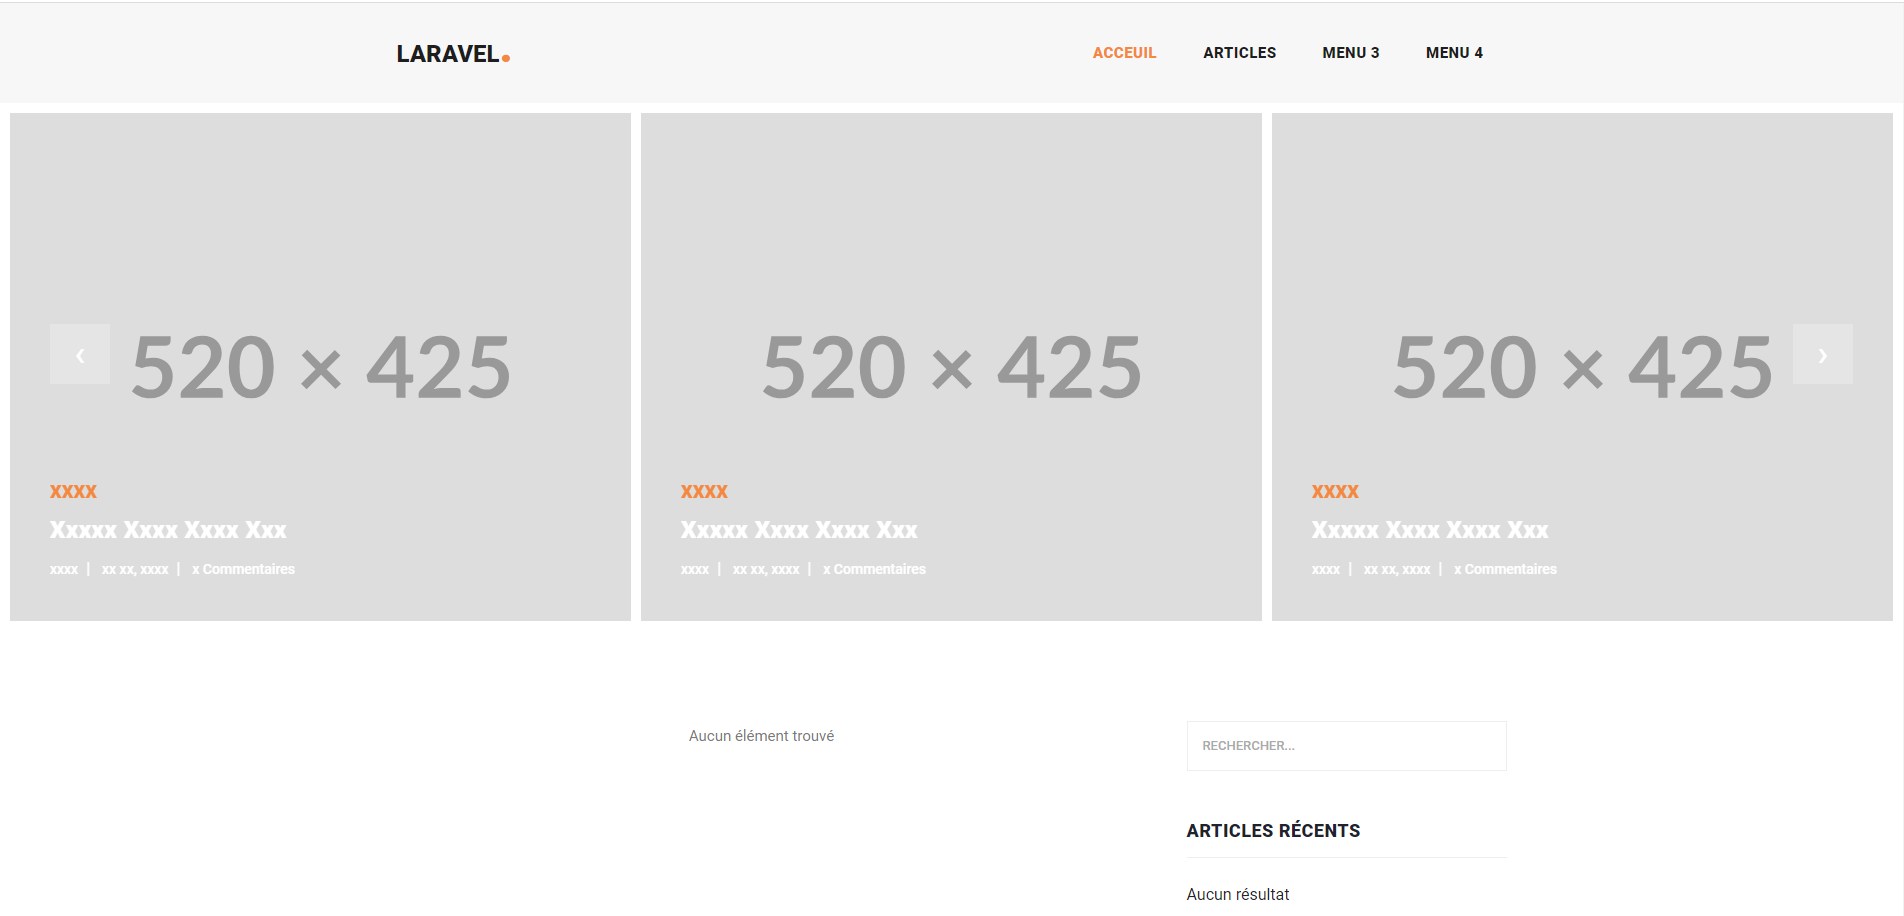 LARAVEL.
ACCEUIL ARTICLES MENU 3 MENU 4
520 × 425 520 × 425 520 × 425
❮ ❯
XXXX XXXX XXXX
Xxxxx Xxxx Xxxx Xxx Xxxxx Xxxx Xxxx Xxx Xxxxx Xxxx Xxxx Xxx
xxxx | xx xx, xxxx | x Commentaires xxxx | xx xx, xxxx | x Commentaires xxxx | xx xx, xxxx | x Commentaires
Aucun élément trouvé
RECHERCHER...
ARTICLES RÉCENTS
Aucun résultat